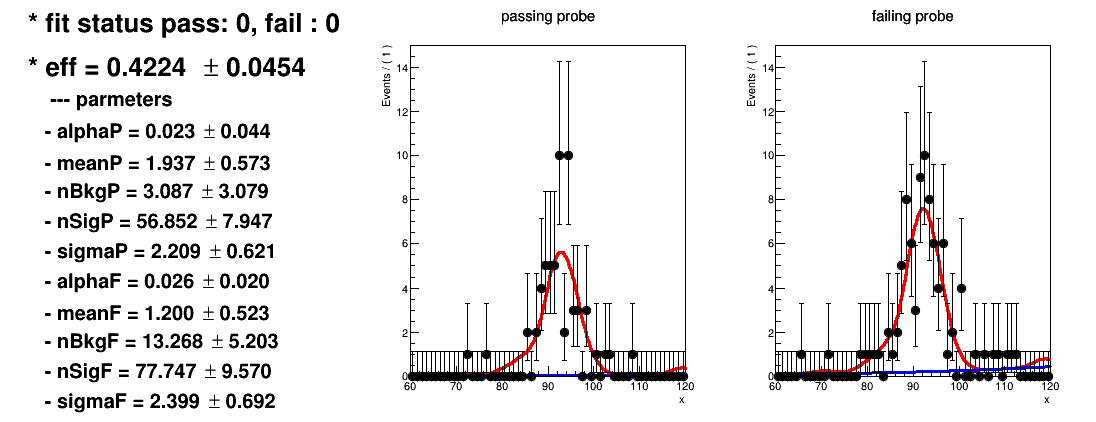 * fit status pass: 0, fail : 0
* eff = 0.4224 ± 0.0454
--- parmeters
- alphaP = 0.023 ± 0.044
- meanP = 1.937 ± 0.573
- nBkgP = 3.087 ± 3.079
- nSigP = 56.852 ± 7.947
- sigmaP = 2.209 ± 0.621
- alphaF = 0.026 ± 0.020
- meanF = 1.200 ± 0.523
- nBkgF = 13.268 ± 5.203
- nSigF = 77.747 ± 9.570
- sigmaF = 2.399 ± 0.692
passing probe
Events / ( 1 )
14
12
10
8
6
4
2
0
60 70 80 90 100 110 120
x
failing probe
Events / ( 1 )
14
12
10
8
6
4
2
0
60 70 80 90 100 110 120
x